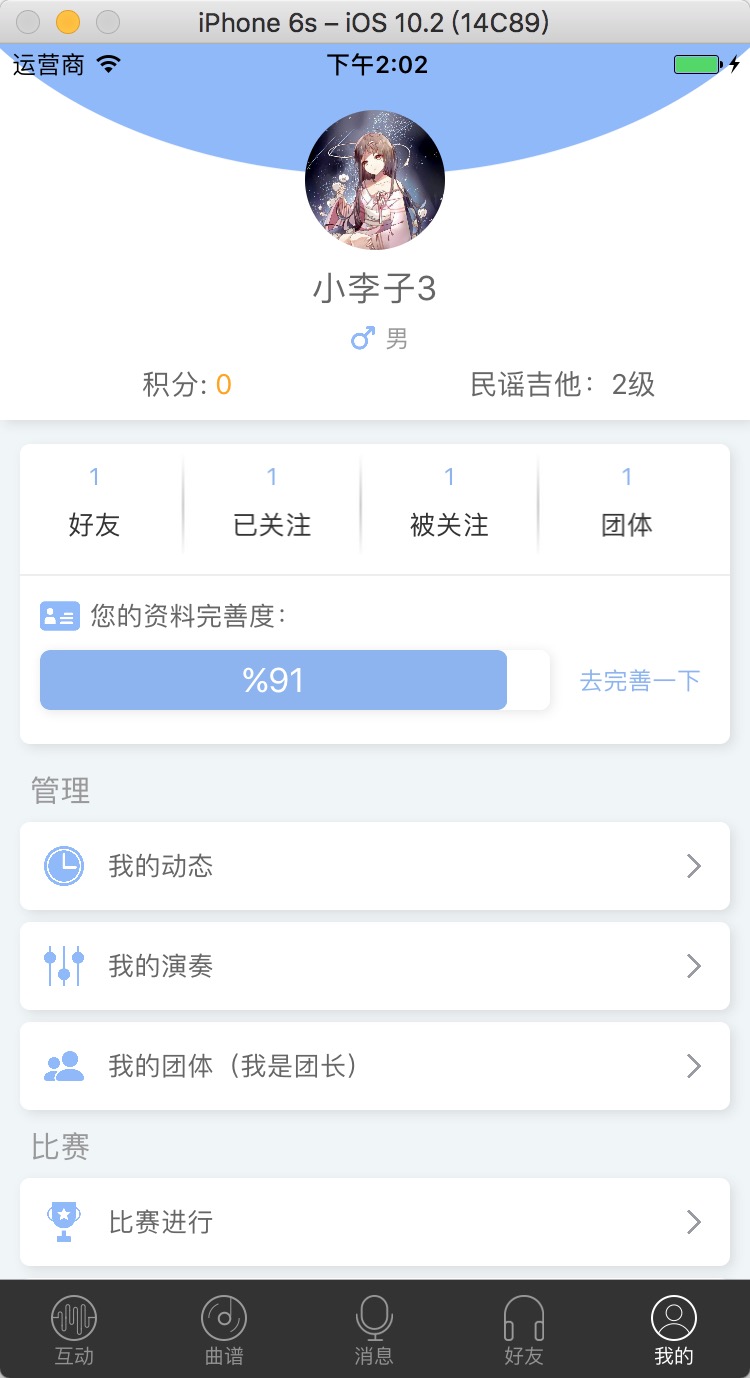 iPhone 6s – iOS 10.2 (14C89)
运营商 下午2:02
小李子3
男
积分: 0 民谣吉他：2级
1 1 1 1
好友 已关注 被关注 团体
您的资料完善度：
%91 去完善一下
管理
我的动态
我的演奏
我的团体（我是团长）
比赛
比赛进行
互动 曲谱 消息 好友 我的